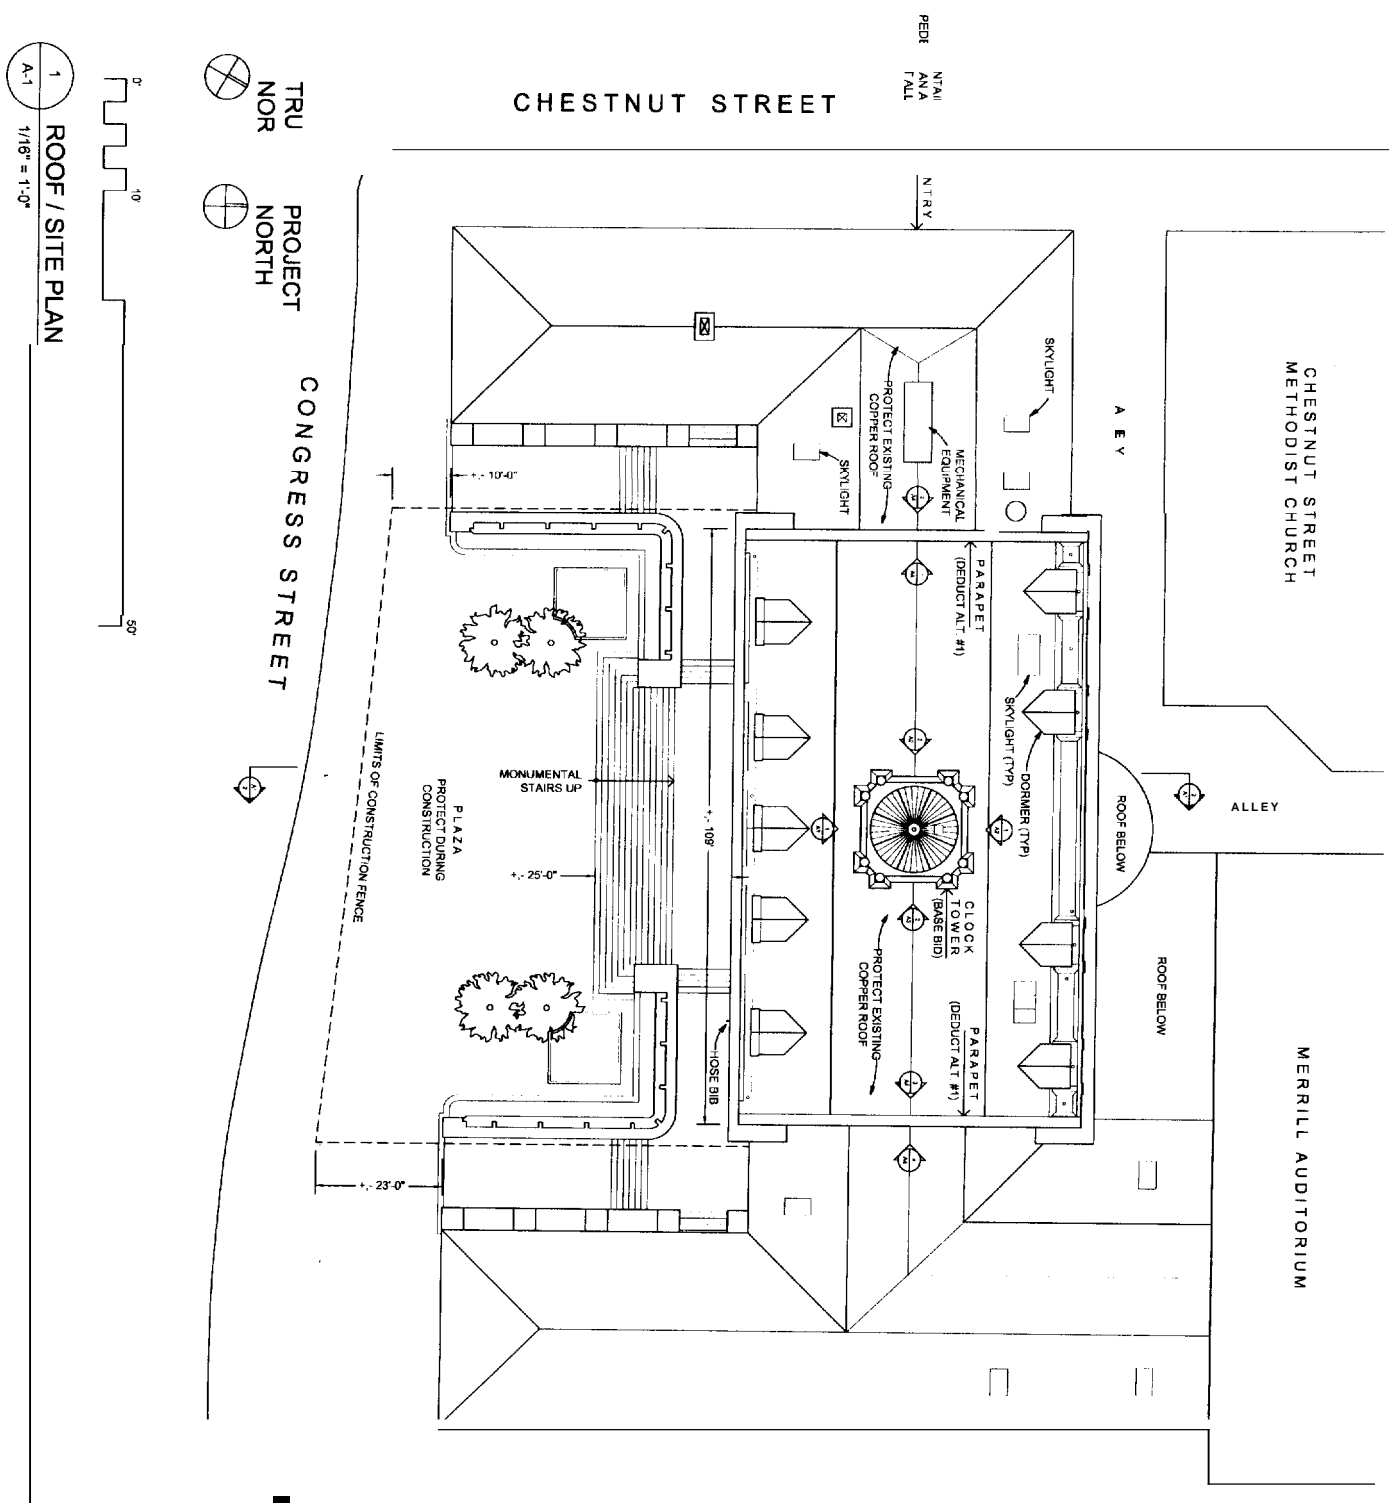 CHESTNUT STREET
PEDE
AN A
NTRY
TRU
NOR
PROJECT
NORTH
0'
10'
50'
1
A-1
ROOF / SITE PLAN
1/16" = 1'-0"
CONGRESS STREET
CHESTNUT STREET
METHODIST CHURCH
A EY
SKYLIGHT
MECHANICAL
EQUIPMENT
PROTECT EXISTING
COPPER ROOF
SKYLIGHT
+,- 10'-0"
PARAPET
(DEDUCT ALT. #1)
SKYLIGHT (TYP)
DORMER (TYP)
ROOF BELOW
ALLEY
MONUMENTAL
STAIRS UP
+,- 109'
+,- 25'-0"
LIMITS OF CONSTRUCTION FENCE
PLAZA
PROTECT DURING
CONSTRUCTION
CLOCK
TOWER
(BASE BID)
PROTECT EXISTING
COPPER ROOF
PARAPET
(DEDUCT ALT. #1)
ROOF BELOW
HOSE BIB
MERRILL AUDITORIUM
+,- 23'-0"